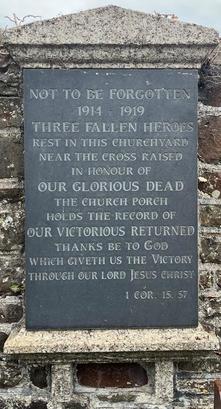 NOT TO BE FORGOTTEN
1914 - 1919
THREE FALLEN HEROES
REST IN THIS CHURCHYARD
NEAR THE CROSS RAISED
IN HONOUR OF
OUR GLORIOUS DEAD
THE CHURCH PORCH
HOLDS THE RECORD OF
OUR VICTORIOUS RETURNED
THANKS BE TO GOD
WHICH GIVETH US THE VICTORY
THROUGH OUR LORD JESUS CHRIST
1 COR. 15. 57